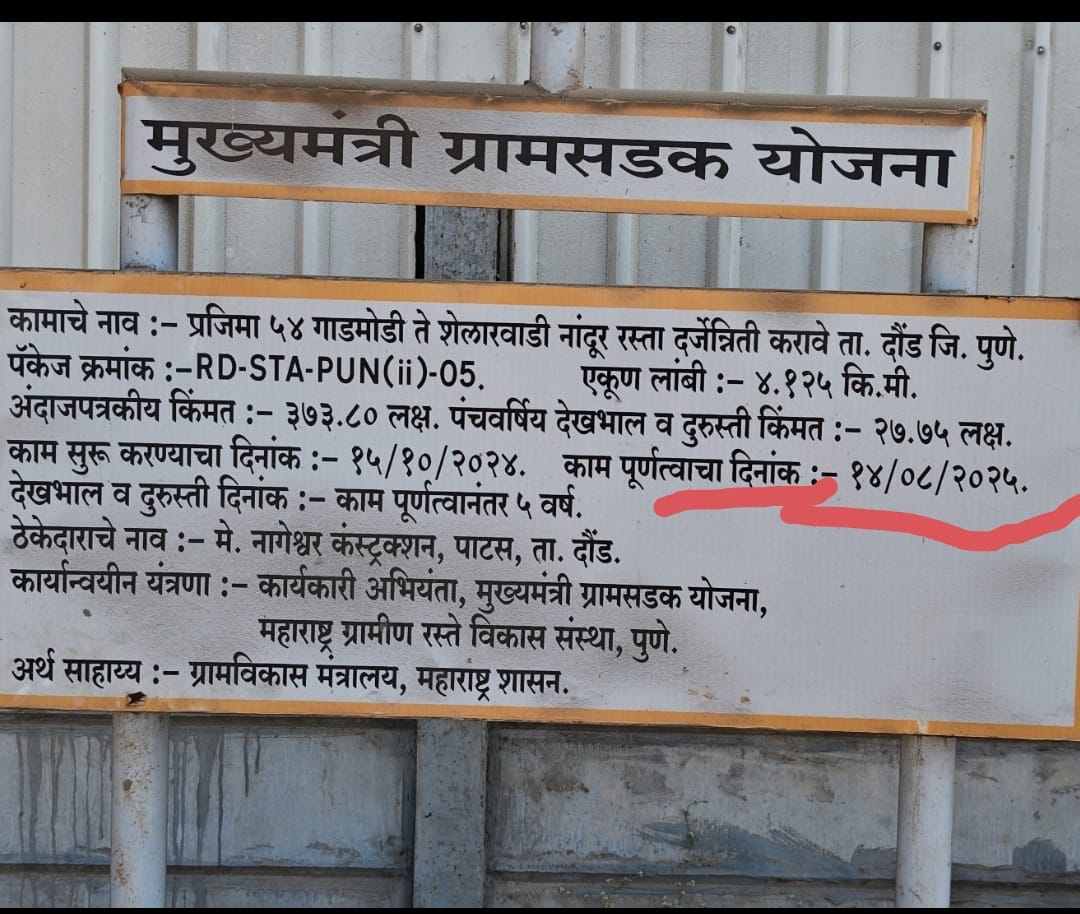 मुख्यमंत्री ग्रामसडक योजना
कामाचे नाव :– प्रजिमा ५४ गाडमोडी ते शेलारवाडी नांदूर रस्ता दर्जेन्निती करावे ता. दौंड जि. पुणे.
पॅकेज क्रमांक :–RD-STA-PUN(ii)-05. एकूण लांबी :– ४.१२५ कि.मी.
अंदाजपत्रकीय किंमत :– ३७३.८० लक्ष. पंचवर्षिय देखभाल व दुरुस्ती किंमत :– २७.७५ लक्ष.
काम सुरू करण्याचा दिनांक :– १५/१०/२०२४. काम पूर्णत्वाचा दिनांक :– १४/०८/२०२५.
देखभाल व दुरुस्ती दिनांक :– काम पूर्णत्वानंतर ५ वर्ष.
ठेकेदाराचे नाव :– मे. नागेश्वर कंस्ट्रक्शन, पाटस, ता. दौंड.
कार्यान्वयीन यंत्रणा :– कार्यकारी अभियंता, मुख्यमंत्री ग्रामसडक योजना,
महाराष्ट्र ग्रामीण रस्ते विकास संस्था, पुणे.
अर्थ साहाय्य :– ग्रामविकास मंत्रालय, महाराष्ट्र शासन.